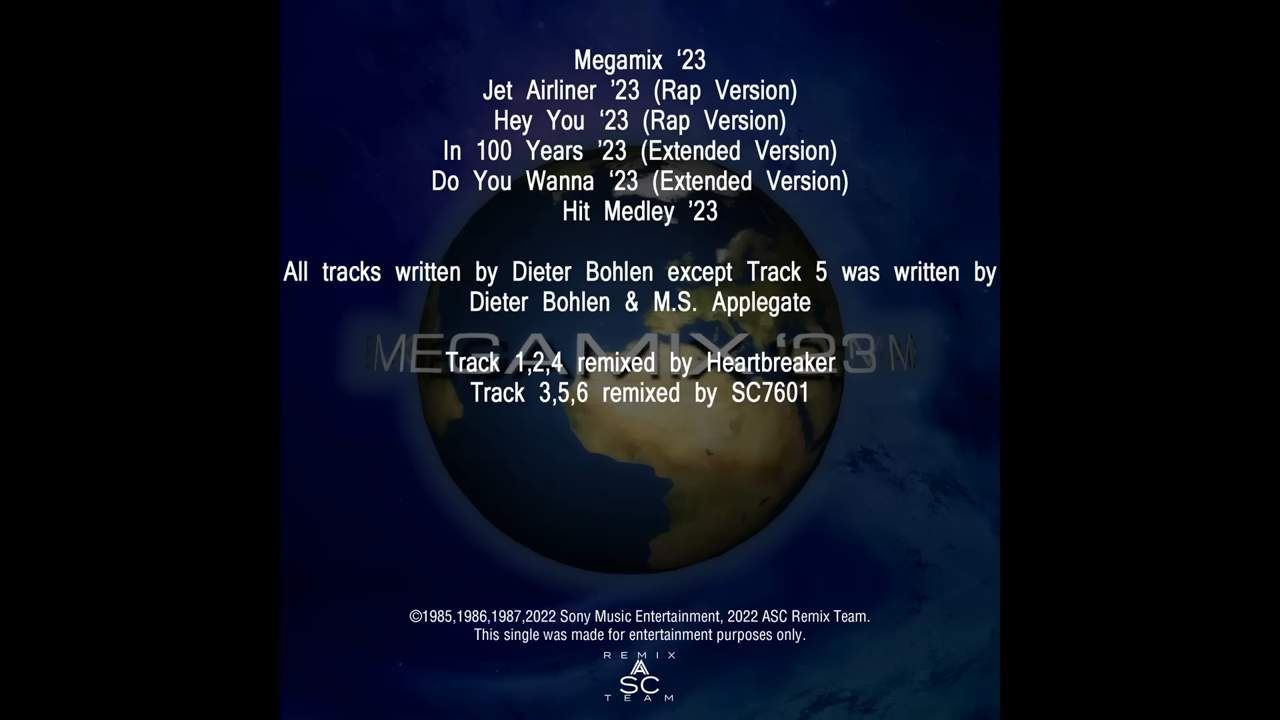 Megamix ‘23
Jet Airliner ’23 (Rap Version)
Hey You ‘23 (Rap Version)
In 100 Years ’23 (Extended Version)
Do You Wanna ‘23 (Extended Version)
Hit Medley ’23
All tracks written by Dieter Bohlen except Track 5 was written by
Dieter Bohlen & M.S. Applegate
MEGAMIX ‘23
Track 1,2,4 remixed by Heartbreaker
Track 3,5,6 remixed by SC7601
©1985,1986,1987,2022 Sony Music Entertainment, 2022 ASC Remix Team.
This single was made for entertainment purposes only.
REMIX
A
SC
TEAM